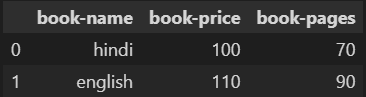 book-name book-price book-pages
0 hindi 100 70
1 english 110 90